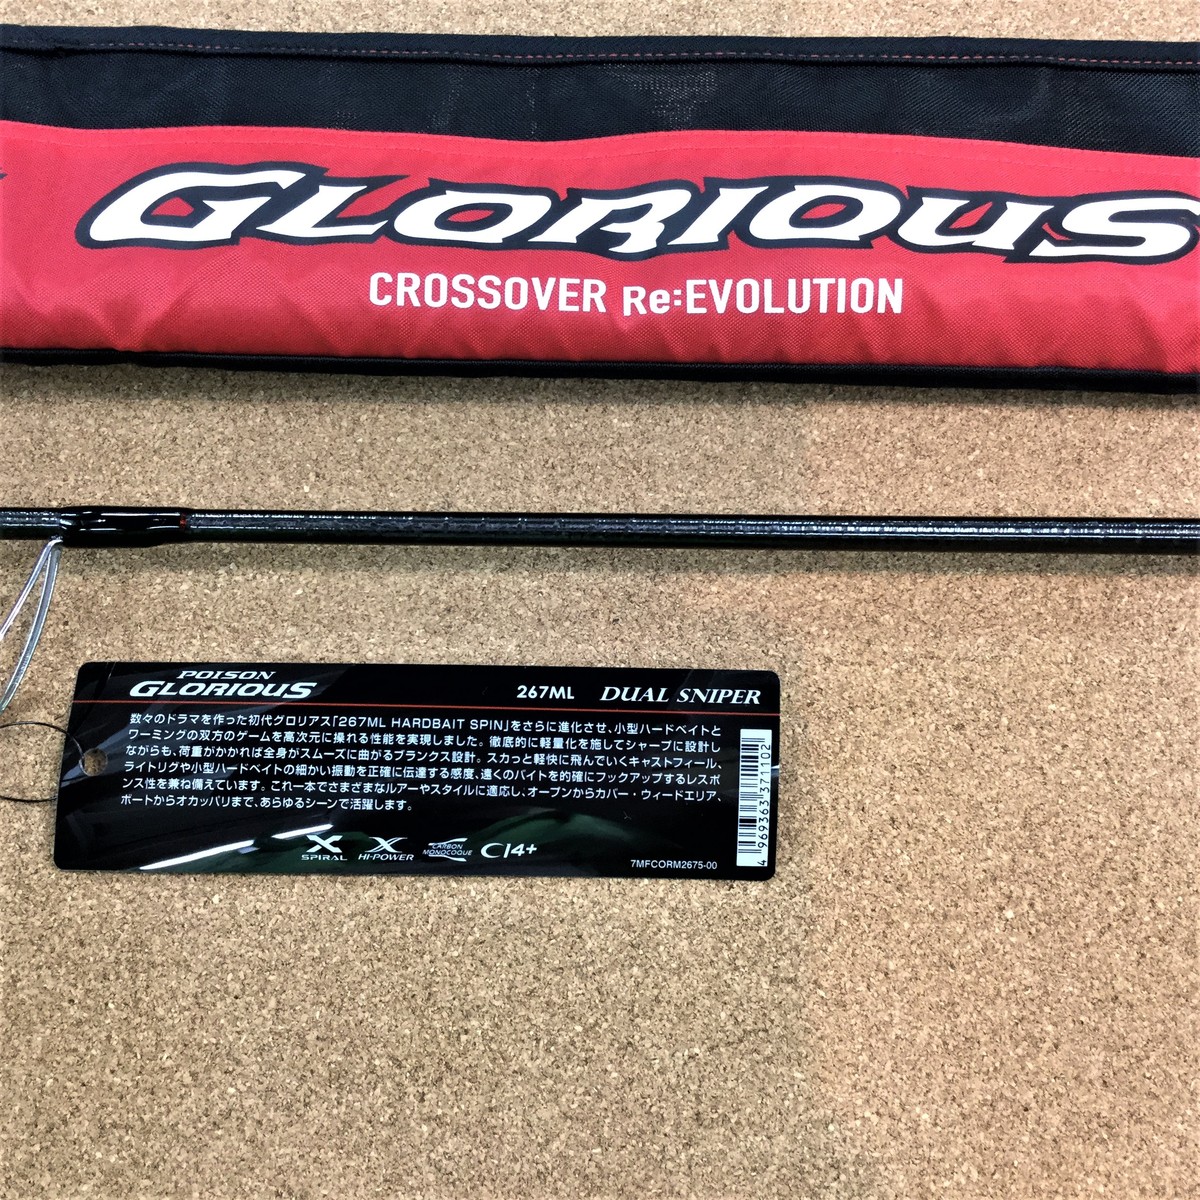 GLORIOUS
CROSSOVER Re:EVOLUTION
POISON
GLORIOUS
267ML DUAL SNIPER
数々のドラマを作った初代グロリアス「267ML HARDBAIT SPIN」をさらに進化させ、小型ハードベイトと
ワーミングの双方のゲームを高次元に操れる性能を実現しました。徹底的に軽量化を施してシャープに設計し
ながらも、荷重がかかれば全身がスムーズに曲がるブランクス設計。スカっと軽快に飛んでいくキャストフィール、
ライトリグや小型ハードベイトの細かい振動を正確に伝達する感度、遠くのバイトを的確にフックアップするレスポ
ンス性を兼ね備えています。これ一本でさまざまなルアーやスタイルに適応し、オープンからカバー・ウィードエリア、
ボートからオカッパリまで、あらゆるシーンで活躍します。
X SPIRAL
X HI-POWER
CARBON MONOCOQUE
CI4+
7MFCORM2675-00
4 969363 371102